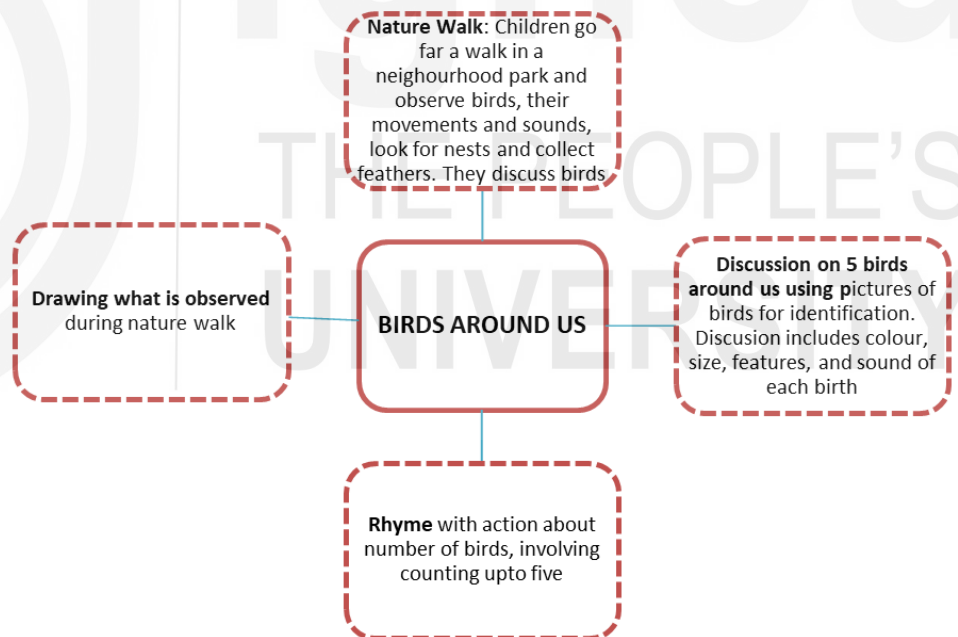 Nature Walk: Children go
far a walk in a
neighourhood park and
observe birds, their
movements and sounds,
look for nests and collect
feathers. They discuss birds
Drawing what is observed
during nature walk
BIRDS AROUND US
Discussion on 5 birds
around us using pictures of
birds for identification.
Discusion includes colour,
size, features, and sound of
each birth
Rhyme with action about
number of birds, involving
counting upto five
THE PEOPLE'S
UNIVERSITY